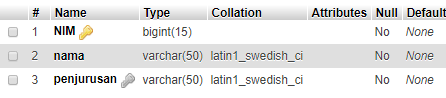 # Name Type Collation Attributes Null Default
1 NIM bigint(15) No None
2 nama varchar(50) latin1_swedish_ci No None
3 penjurusan varchar(50) latin1_swedish_ci No None